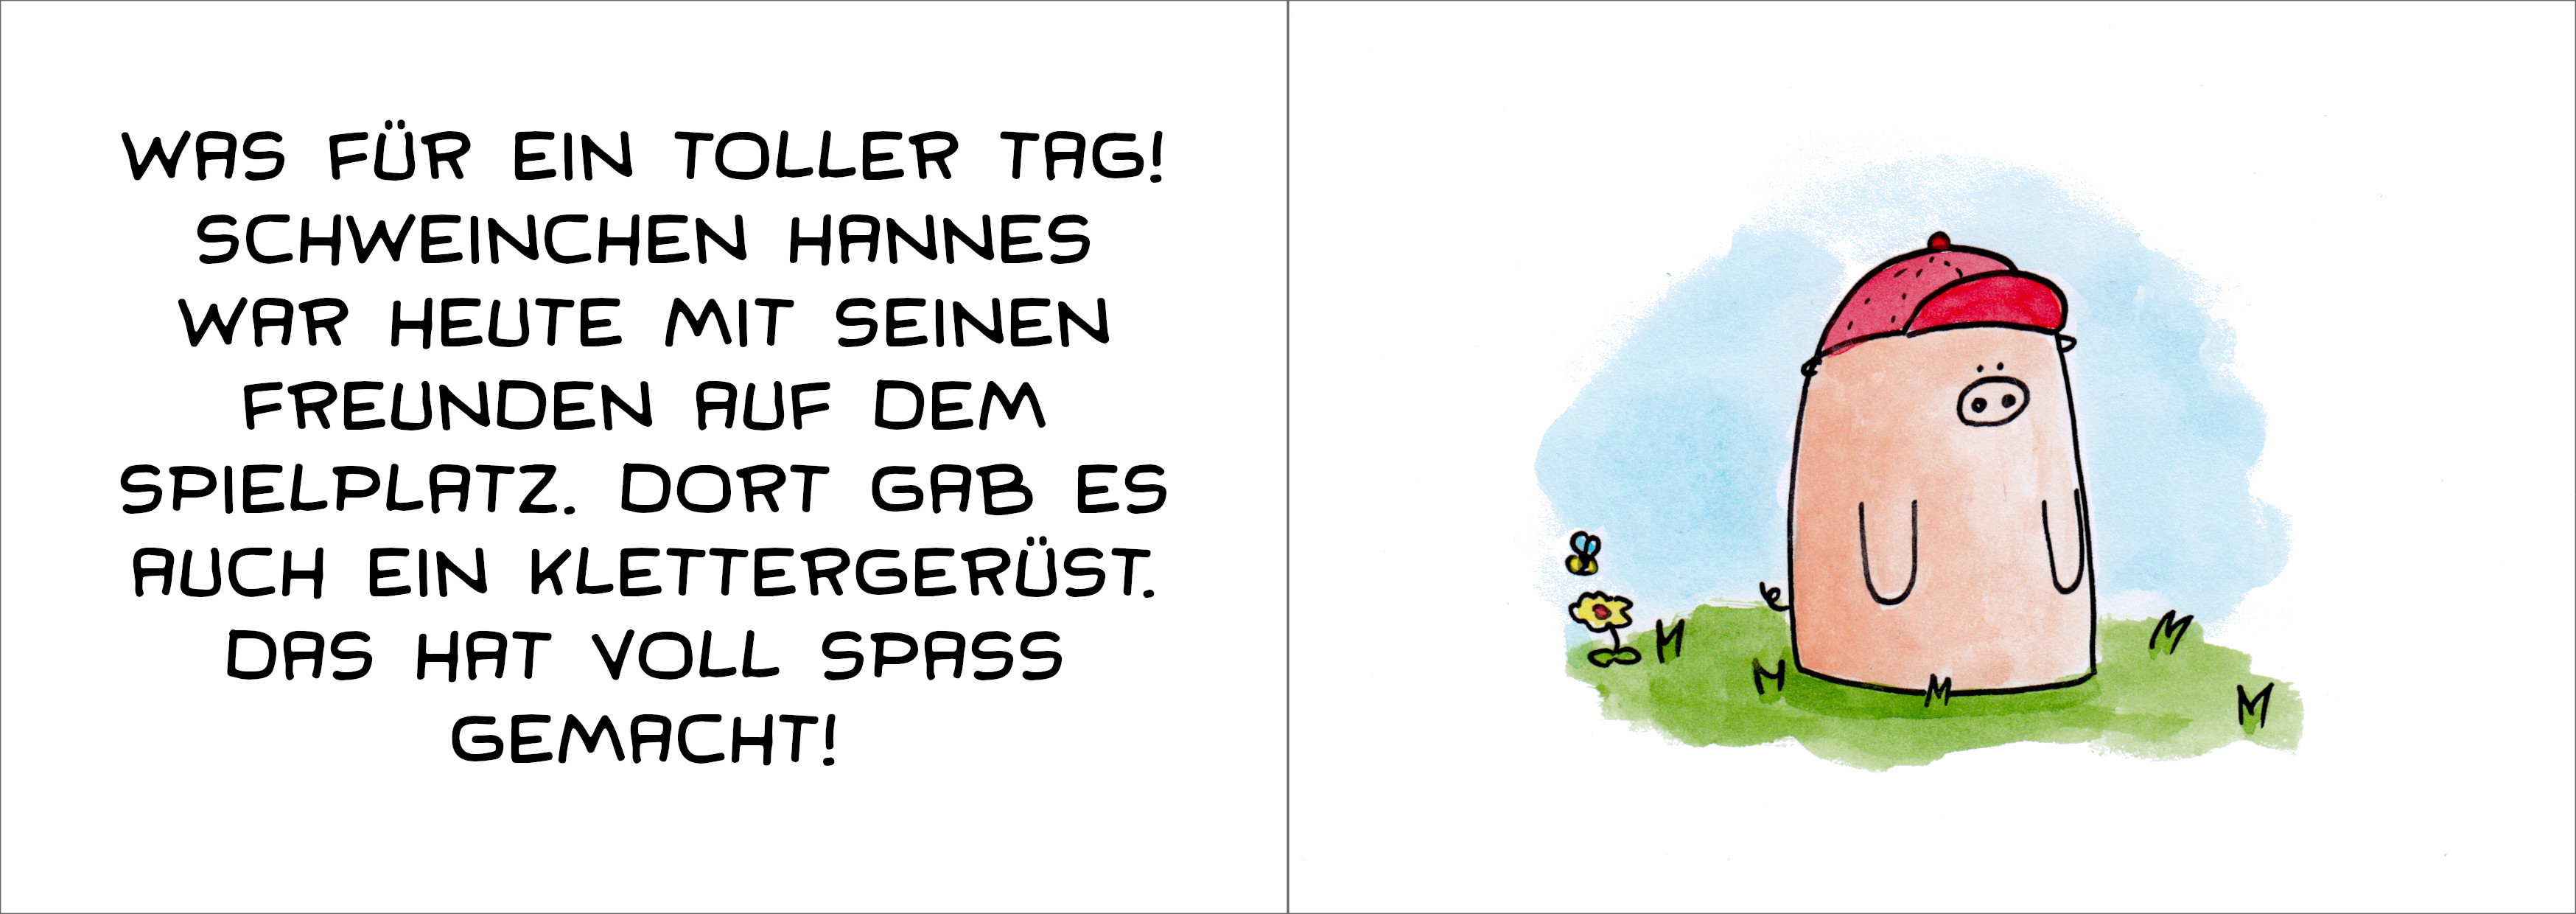 WAS FÜR EIN TOLLER TAG!
SCHWEINCHEN HANNES
WAR HEUTE MIT SEINEN
FREUNDEN AUF DEM
SPIELPLATZ. DORT GAB ES
AUCH EIN KLETTERGERÜST.
DAS HAT VOLL SPASS
GEMACHT!